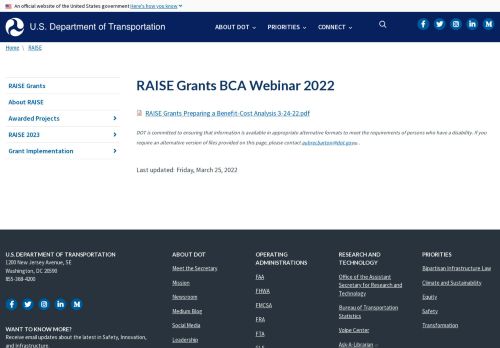 An official website of the United States government Here's how you know
U.S. Department of Transportation
ABOUT DOT
PRIORITIES
CONNECT
Home \ RAISE
RAISE Grants
About RAISE
Awarded Projects
RAISE 2023
Grant Implementation
RAISE Grants BCA Webinar 2022
RAISE Grants Preparing a Benefit-Cost Analysis 3-24-22.pdf
DOT is committed to ensuring that information is available in appropriate alternative formats to meet the requirements of persons who have a disability. If you
require an alternative version of files provided on this page, please contact
Last updated: Friday, March 25, 2022
U.S. DEPARTMENT OF TRANSPORTATION
1200 New Jersey Avenue, SE
Washington, DC 20590
855-368-4200
WANT TO KNOW MORE?
Receive email updates about the latest in Safety, Innovation,
and Infrastructure.
ABOUT DOT
Meet the Secretary
Mission
Newsroom
Medium Blog
Social Media
Leadership
OPERATING
ADMINISTRATIONS
FAA
FHWA
FMCSA
FRA
FTA
RESEARCH AND
TECHNOLOGY
Office of the Assistant
Secretary for Research and
Technology
Bureau of Transportation
Statistics
Volpe Center
Ask-A-Librarian
PRIORITIES
Bipartisan Infrastructure Law
Climate and Sustainability
Equity
Safety
Transformation